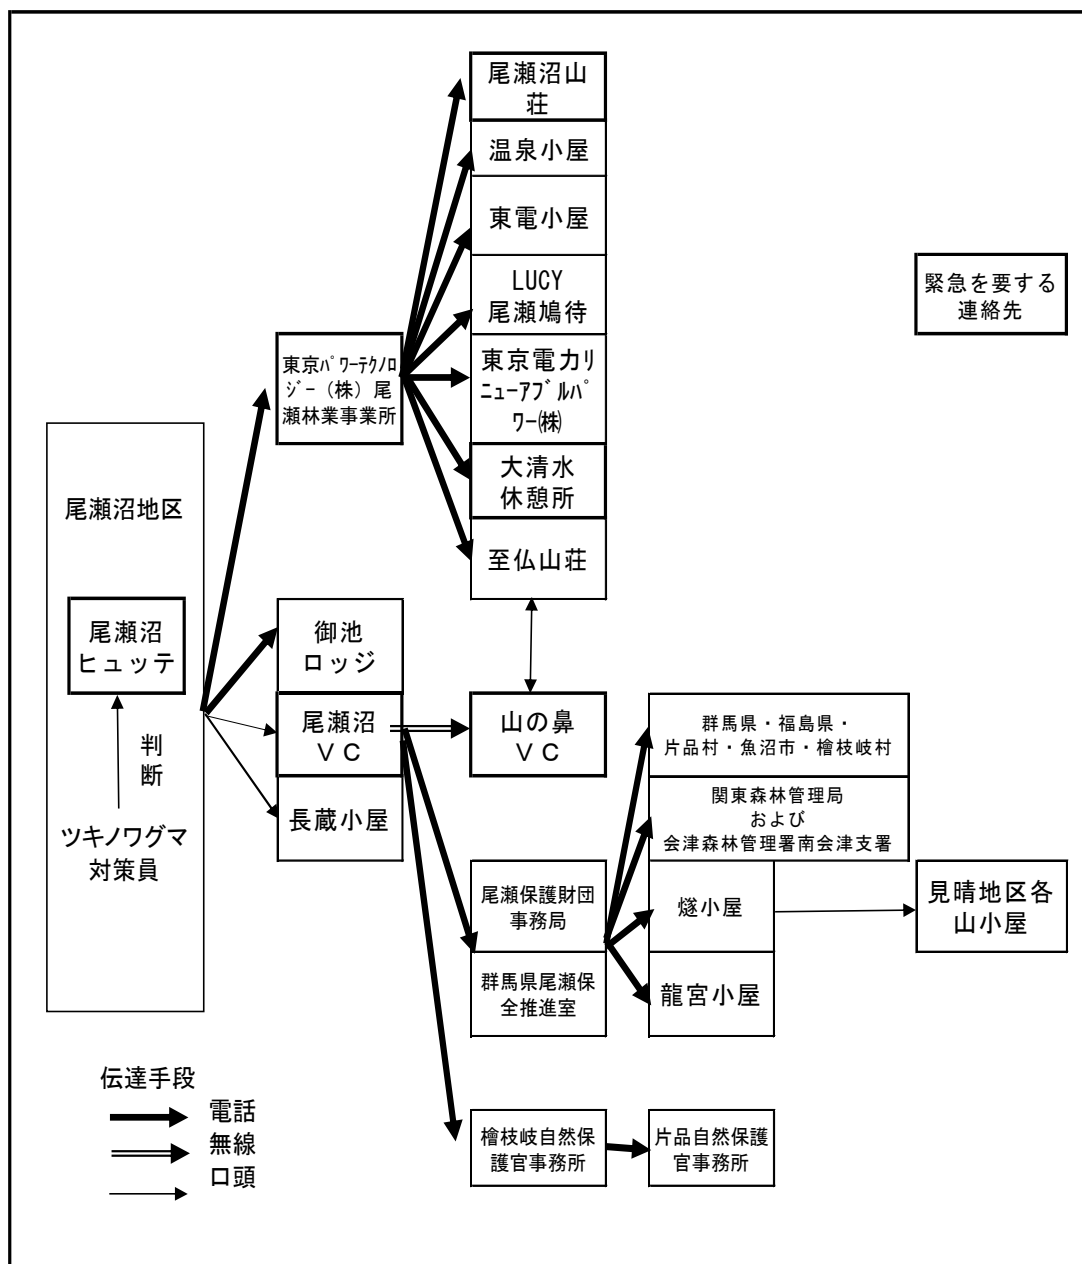 尾瀬沼山
荘
温泉小屋
東電小屋
LUCY
尾瀬鳩待
緊急を要する
連絡先
東京ﾊﾟﾜｰﾃｸﾉﾛ
ｼﾞｰ（株）尾
瀬林業事業所
東京電力リ
ﾆｭｰｱﾌﾞﾙﾊﾟ
ﾜｰ㈱
大清水
休憩所
至仏山荘
尾瀬沼地区
尾瀬沼
ヒュッテ
判
断
ツキノワグマ
対策員
御池
ロッジ
尾瀬沼
ＶＣ
長蔵小屋
山の鼻
ＶＣ
群馬県・福島県・
片品村・魚沼市・檜枝岐村
関東森林管理局
および
会津森林管理署南会津支署
尾瀬保護財団
事務局
群馬県尾瀬保
全推進室
燧小屋
龍宮小屋
見晴地区各
山小屋
檜枝岐自然保
護官事務所
片品自然保護
官事務所
伝達手段
電話
無線
口頭